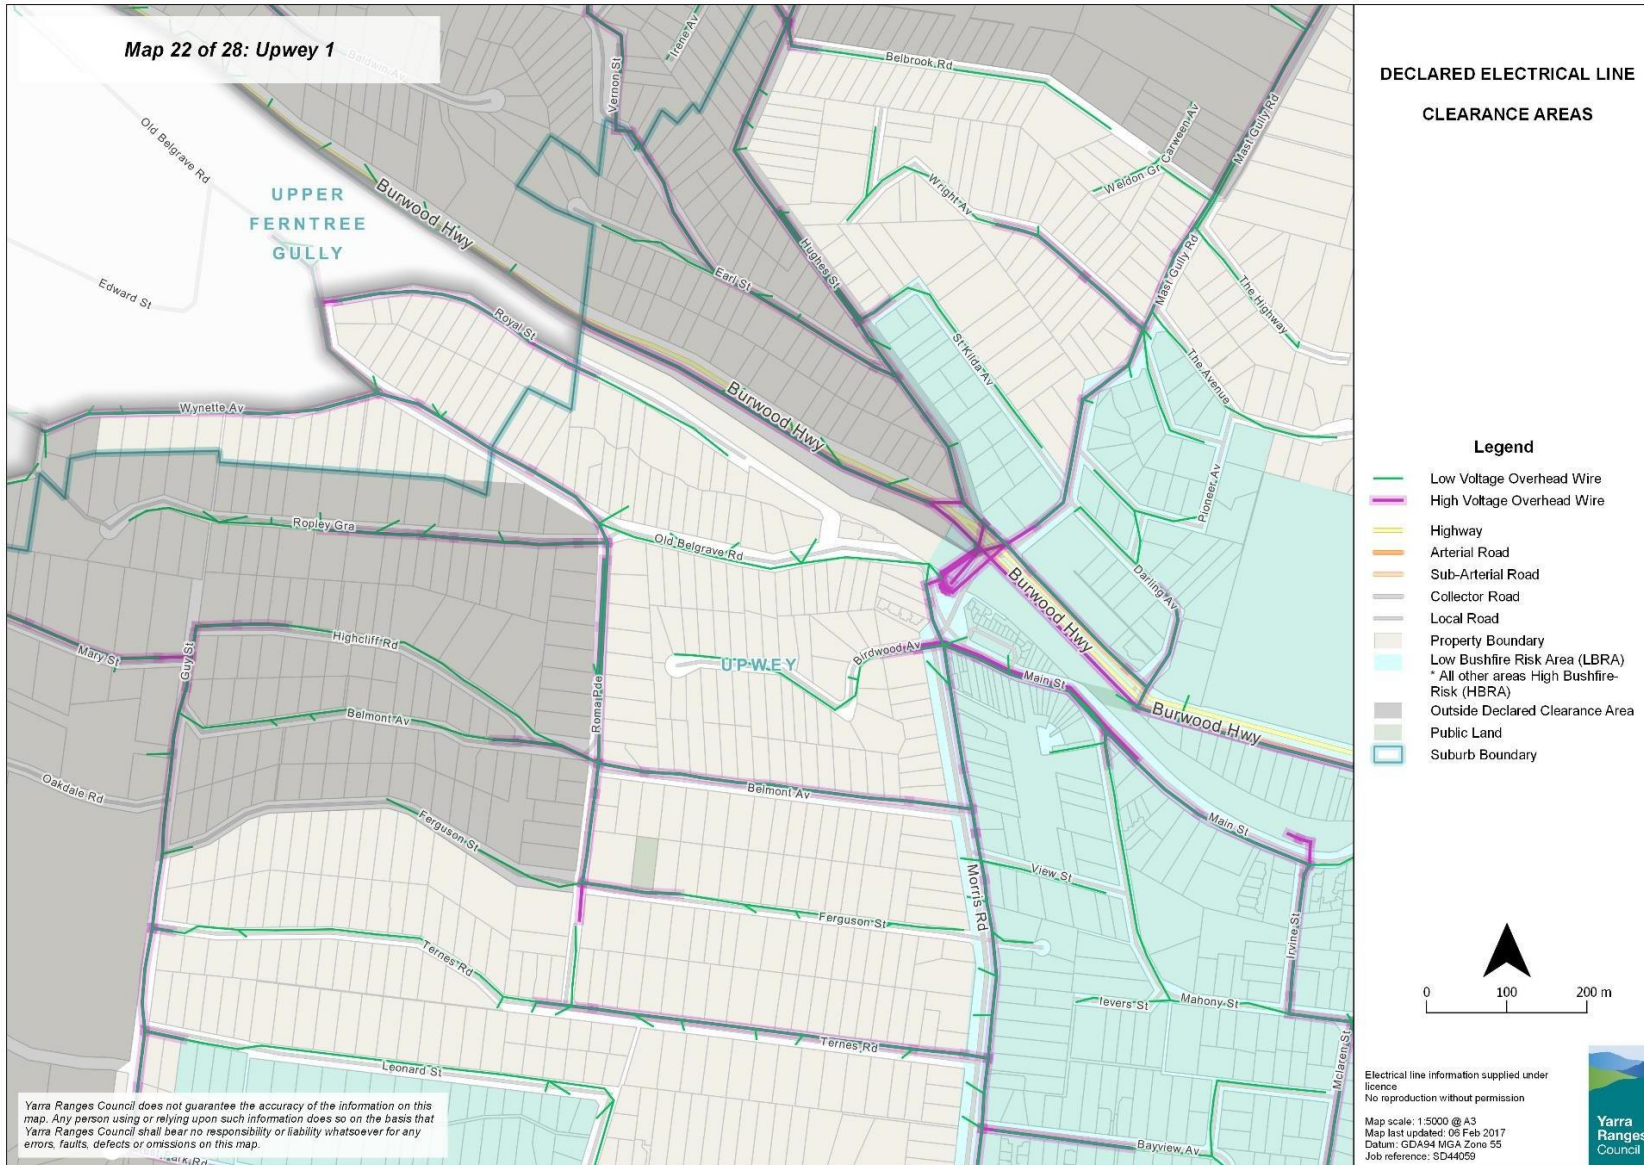 Map 22 of 28: Upwey 1
Baldwin Av
Irene Av
Vernon St
Belbrook Rd
Mast Gully Rd
Old Belgrave Rd
UPPER
FERNTREE
GULLY
Burwood Hwy
Edward St
Carween Av
Weldon Gr
Wright Av
Hughes St
Earl St
Mast Gully Rd
The Highway
Royal St
St Kilda Av
The Avenue
Wynette Av
Burwood Hwy
Pioneer Av
Ropley Gra
Old Belgrave Rd
Burwood Hwy
Darling Av
Mary St
Guy St
Highcliff Rd
Birdwood Av
UPWEY
Main St
Roma Pde
Belmont Av
Burwood Hwy
Oakdale Rd
Belmont Av
Ferguson St
Main St
View St
Morris Rd
Ferguson St
Irvine St
Ternes Rd
Ievers St
Mahony St
Ternes Rd
Leonard St
Mclaren St
Bayview Av
Yarra Ranges Council does not guarantee the accuracy of the information on this
map. Any person using or relying upon such information does so on the basis that
Yarra Ranges Council shall bear no responsibility or liability whatsoever for any
errors, faults, defects or omissions on this map.
DECLARED ELECTRICAL LINE
CLEARANCE AREAS
Legend
Low Voltage Overhead Wire
High Voltage Overhead Wire
Highway
Arterial Road
Sub-Arterial Road
Collector Road
Local Road
Property Boundary
Low Bushfire Risk Area (LBRA)
* All other areas High Bushfire-
Risk (HBRA)
Outside Declared Clearance Area
Public Land
Suburb Boundary
0 100 200 m
Electrical line information supplied under
licence
No reproduction without permission
Map scale: 1:5000 @ A3
Map last updated: 06 Feb 2017
Datum: GDA94 MGA Zone 55
Job reference: SD44059
Yarra
Ranges
Council